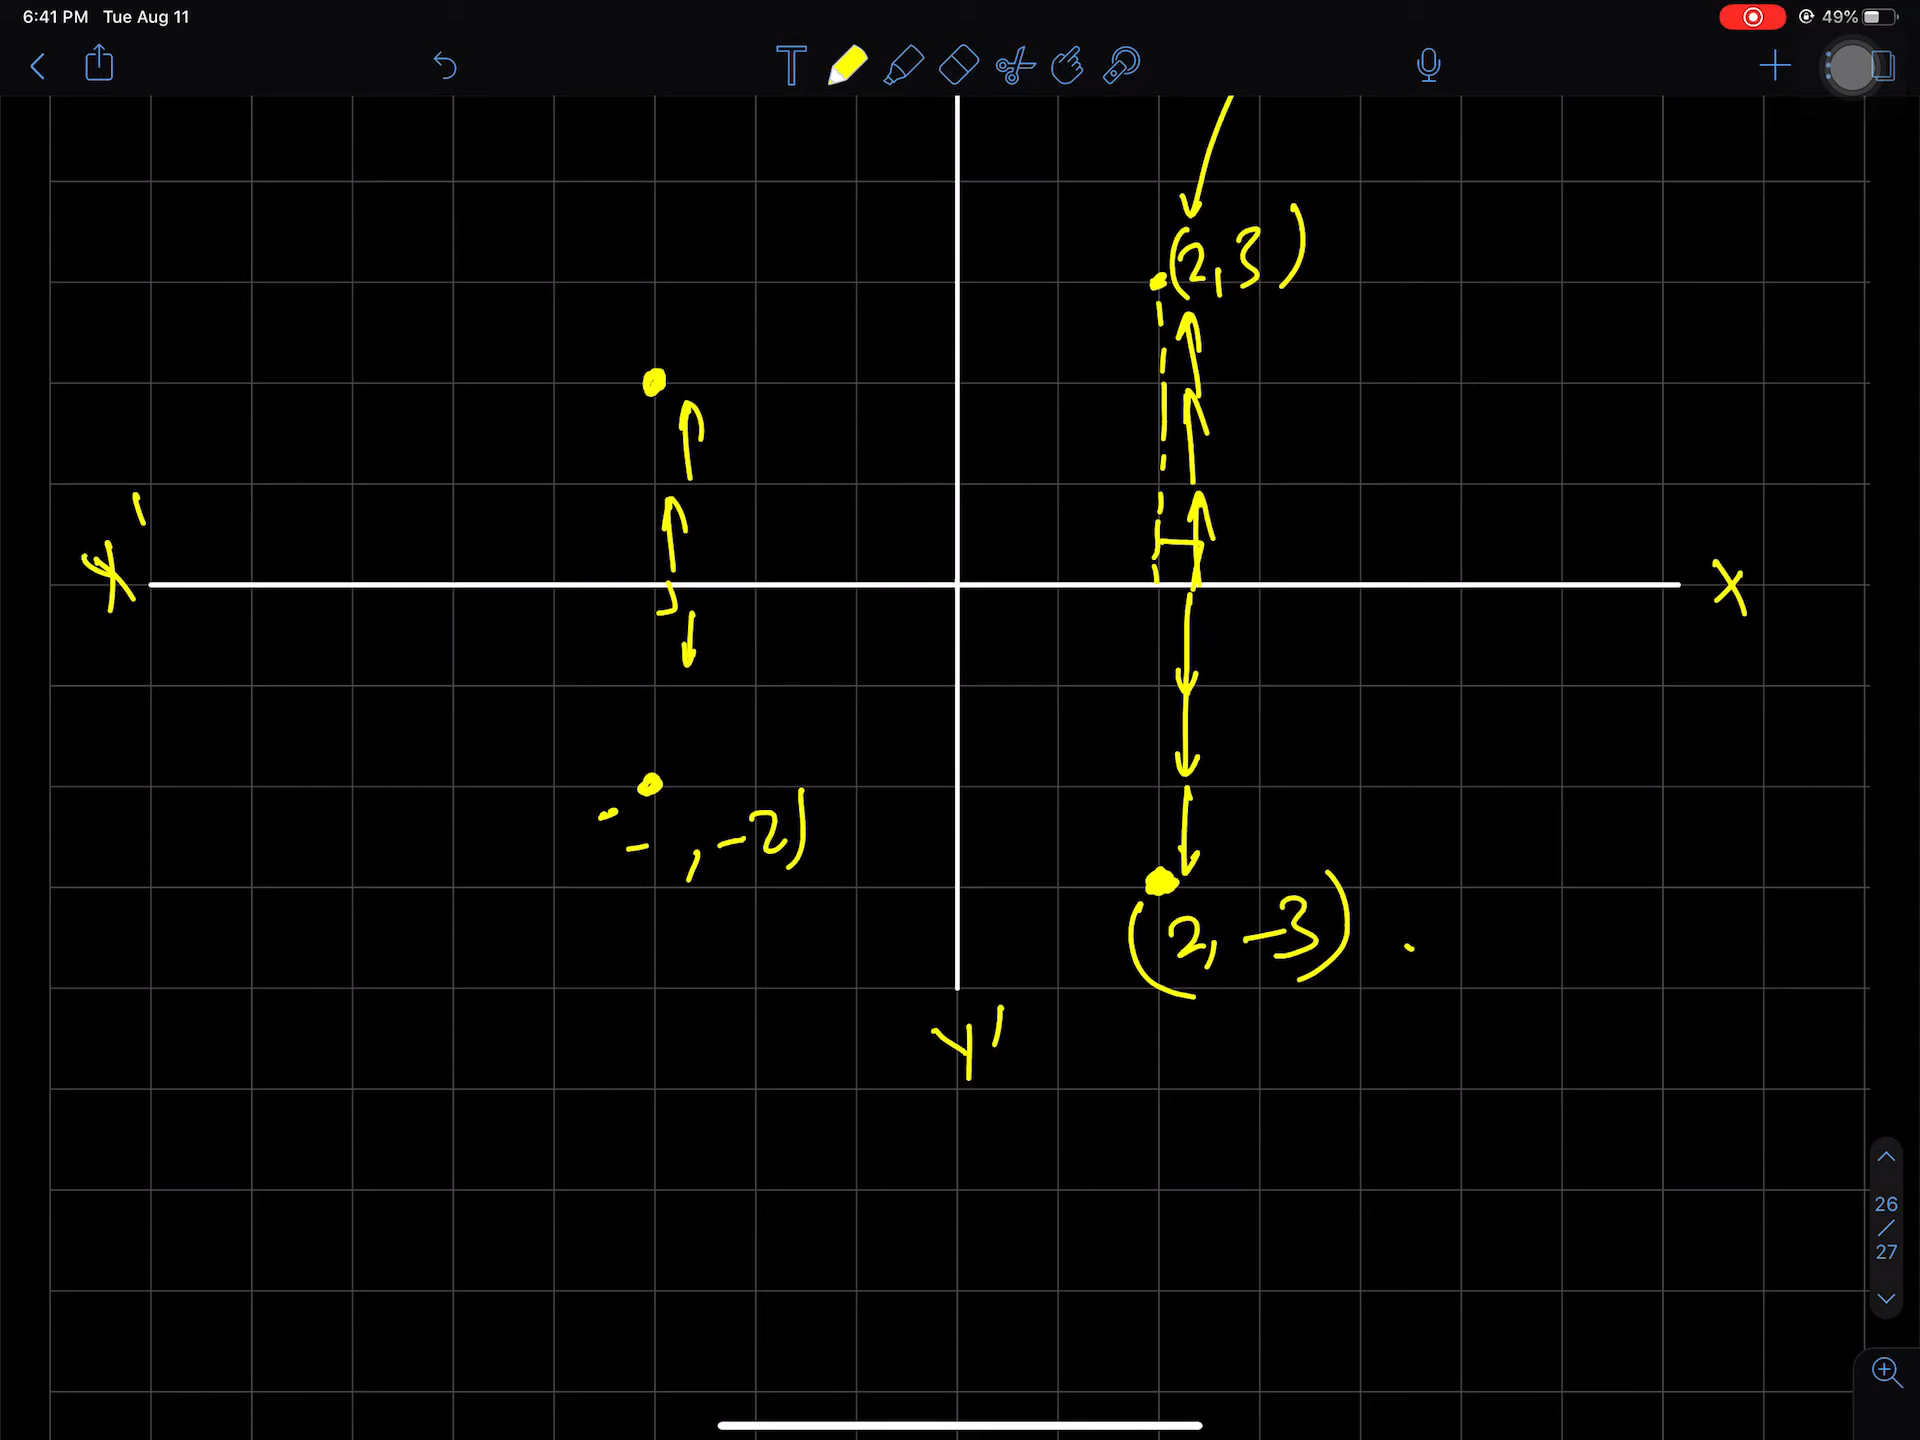 6:41 PM Tue Aug 11
49%
T
(2,3)
X'
X
, -2)
(2, -3)
Y'
26
/
27